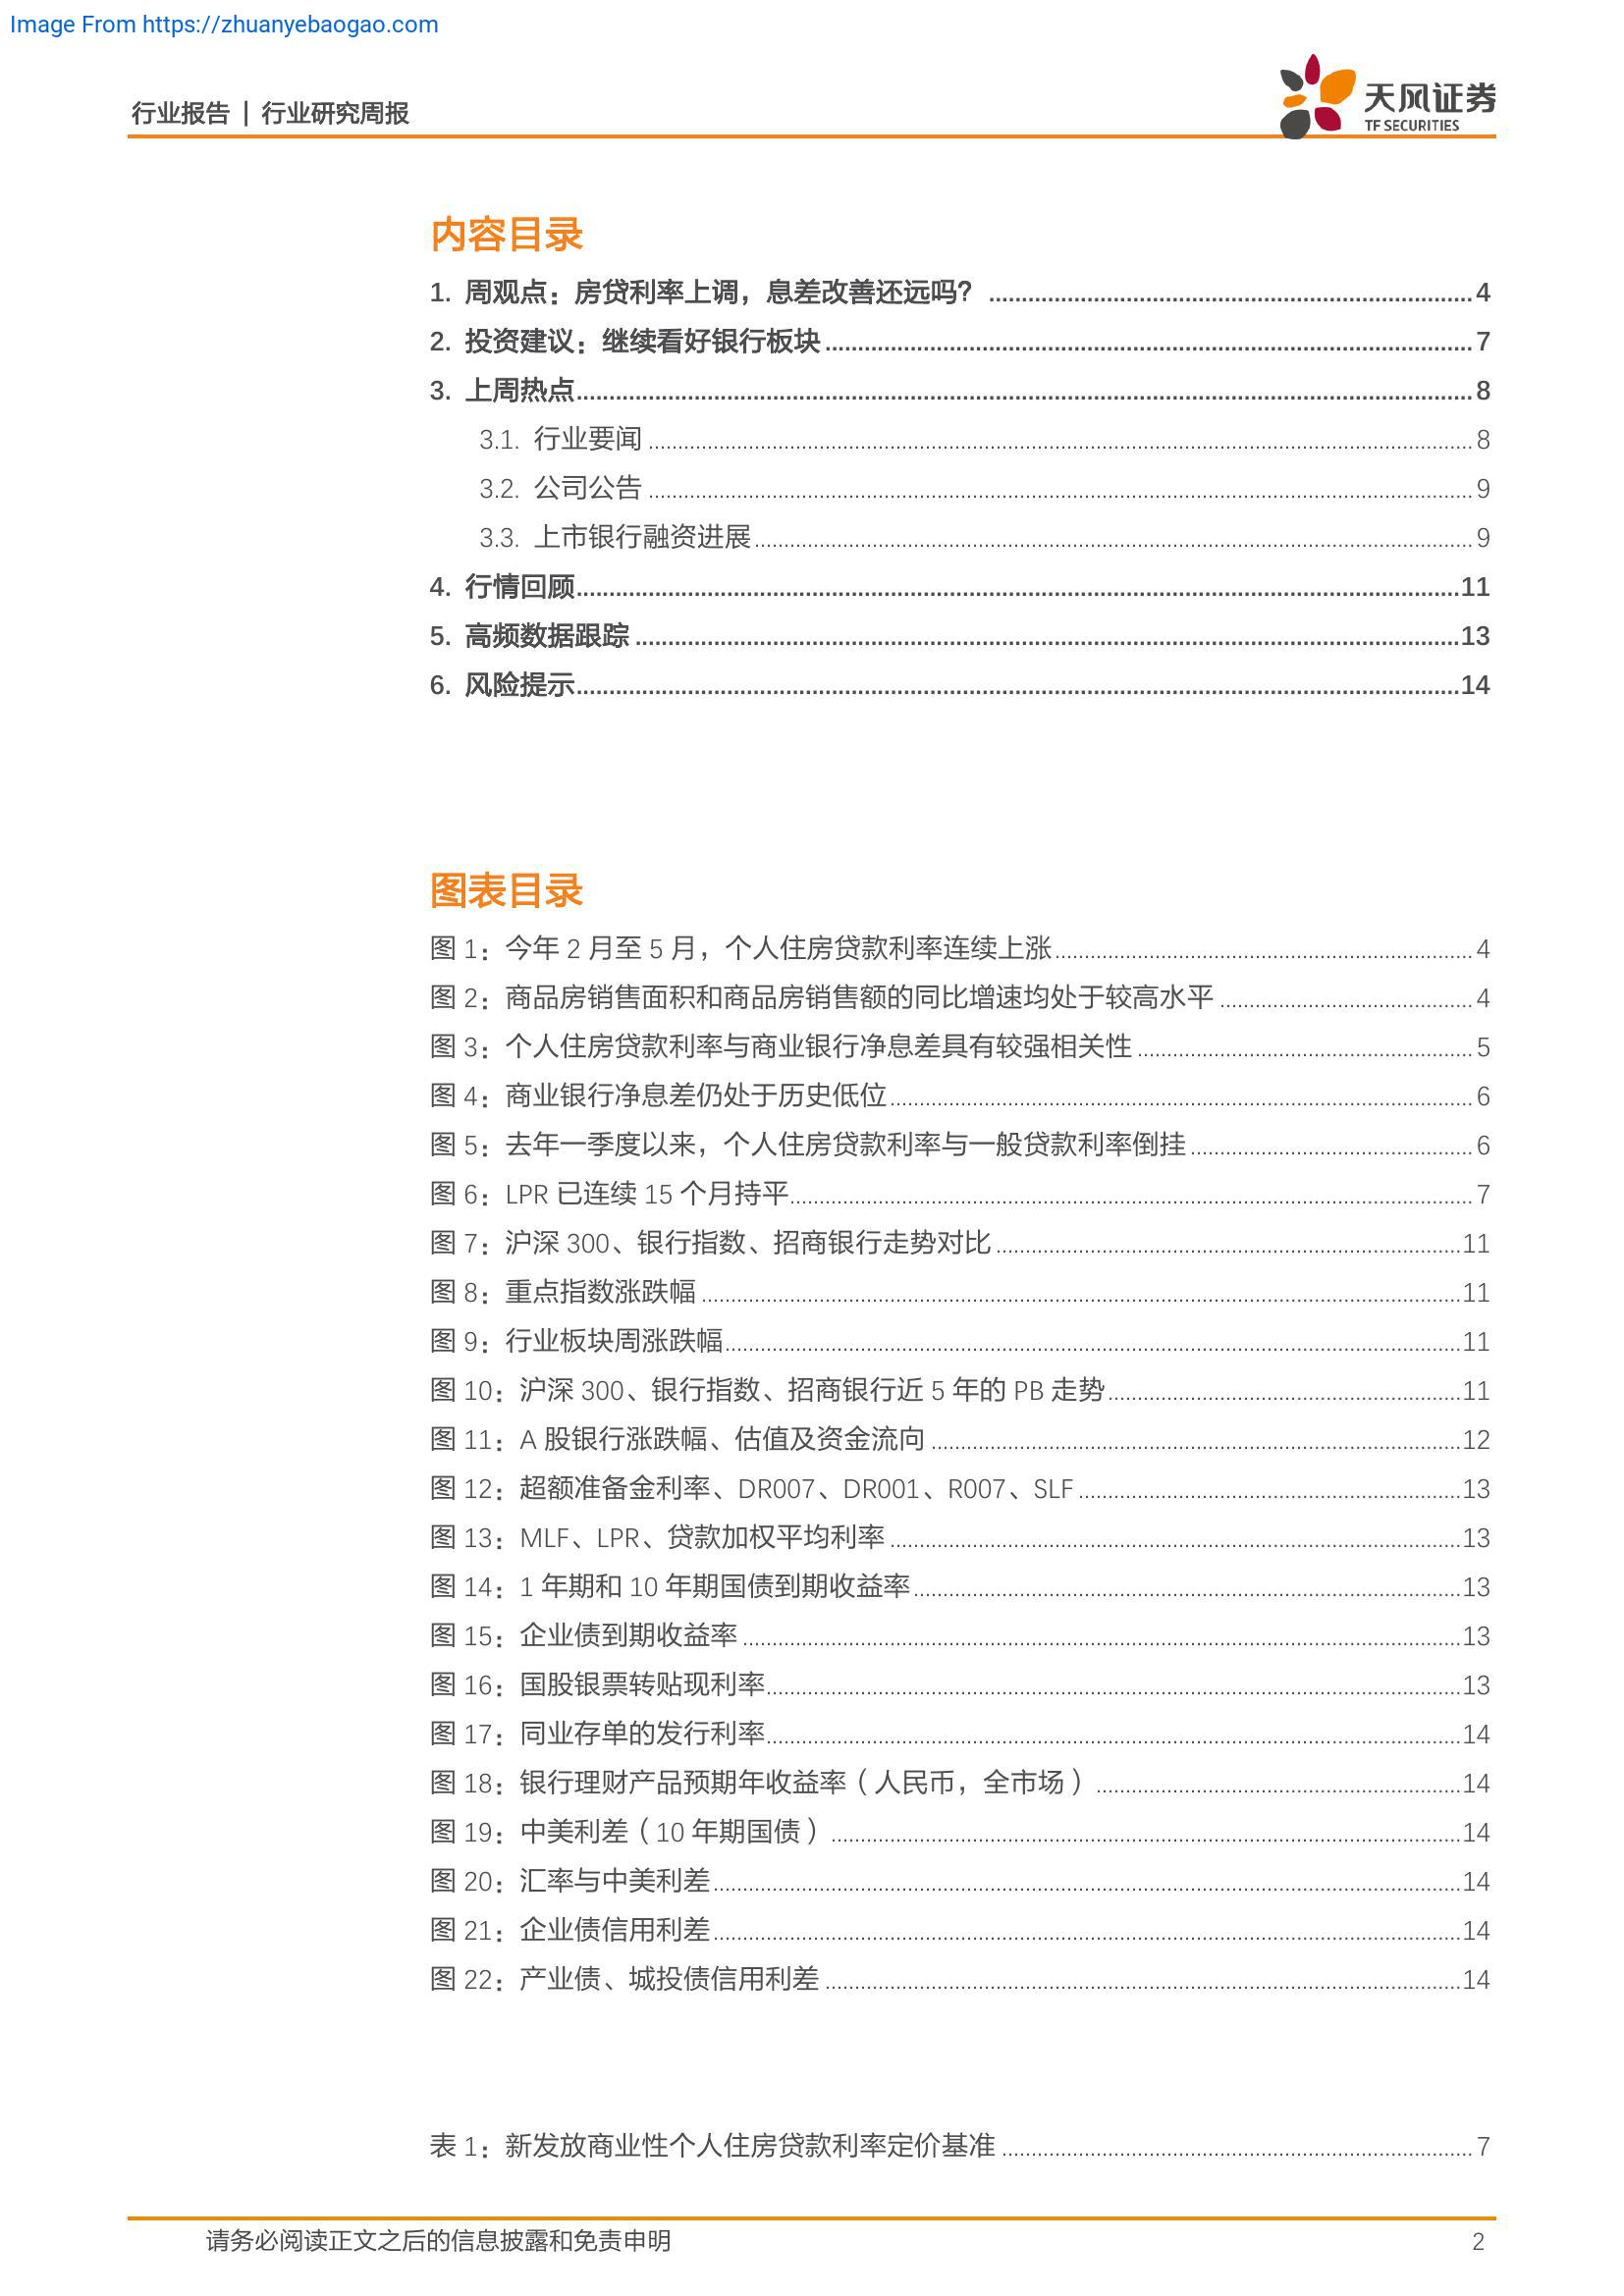 Image From https://zhuanyebaogao.com
行业报告 | 行业研究周报
天风证券
TF SECURITIES
内容目录
1. 周观点：房贷利率上调，息差改善还远吗？ ........ 4
2. 投资建议：继续看好银行板块 ........ 7
3. 上周热点 ........ 8
3.1. 行业要闻 ........ 8
3.2. 公司公告 ........ 9
3.3. 上市银行融资进展 ........ 9
4. 行情回顾 ........ 11
5. 高频数据跟踪 ........ 13
6. 风险提示 ........ 14
图表目录
图 1：今年 2 月至 5 月，个人住房贷款利率连续上涨 ........ 4
图 2：商品房销售面积和商品房销售额的同比增速均处于较高水平 ........ 4
图 3：个人住房贷款利率与商业银行净息差具有较强相关性 ........ 5
图 4：商业银行净息差仍处于历史低位 ........ 6
图 5：去年一季度以来，个人住房贷款利率与一般贷款利率倒挂 ........ 6
图 6：LPR 已连续 15 个月持平 ........ 7
图 7：沪深 300、银行指数、招商银行走势对比 ........ 11
图 8：重点指数涨跌幅 ........ 11
图 9：行业板块周涨跌幅 ........ 11
图 10：沪深 300、银行指数、招商银行近 5 年的 PB 走势 ........ 11
图 11：A 股银行涨跌幅、估值及资金流向 ........ 12
图 12：超额准备金利率、DR007、DR001、R007、SLF ........ 13
图 13：MLF、LPR、贷款加权平均利率 ........ 13
图 14：1 年期和 10 年期国债到期收益率 ........ 13
图 15：企业债到期收益率 ........ 13
图 16：国股银票转贴现利率 ........ 13
图 17：同业存单的发行利率 ........ 14
图 18：银行理财产品预期年收益率（人民币，全市场） ........ 14
图 19：中美利差（10 年期国债） ........ 14
图 20：汇率与中美利差 ........ 14
图 21：企业债信用利差 ........ 14
图 22：产业债、城投债信用利差 ........ 14
表 1：新发放商业性个人住房贷款利率定价基准 ........ 7
请务必阅读正文之后的信息披露和免责申明 2